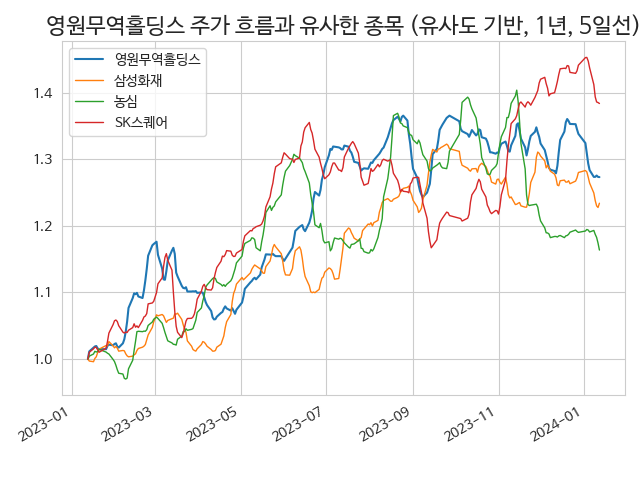 영원무역홀딩스 주가 흐름과 유사한 종목 (유사도 기반, 1년, 5일선)
영원무역홀딩스
삼성화재
농심
SK스퀘어
1.4
1.3
1.2
1.1
1.0
2023-01
2023-03
2023-05
2023-07
2023-09
2023-11
2024-01